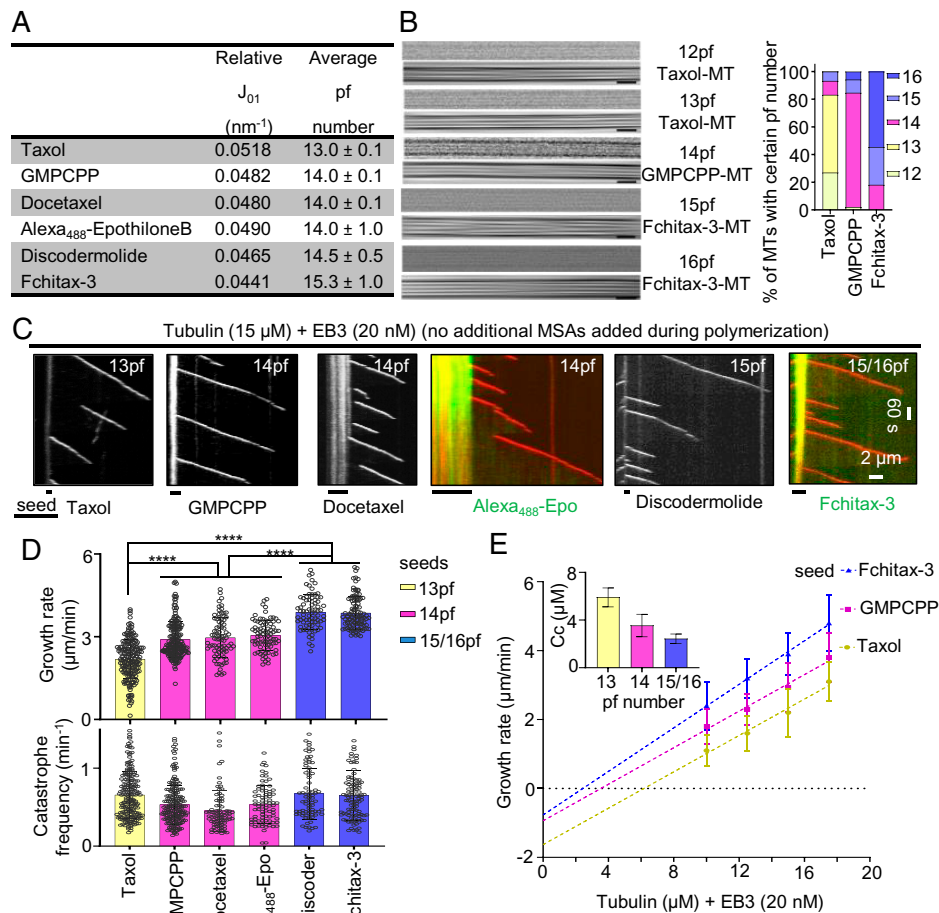 A
Relative J₀₁ (nm⁻¹)
Average pf number
Taxol 0.0518 13.0 ± 0.1
GMPCPP 0.0482 14.0 ± 0.1
Docetaxel 0.0480 14.0 ± 0.1
Alexa₄₈₈-EpothiloneB 0.0490 14.0 ± 1.0
Discodermolide 0.0465 14.5 ± 0.5
Fchitax-3 0.0441 15.3 ± 1.0
B
12pf
Taxol-MT
13pf
Taxol-MT
14pf
GMPCPP-MT
15pf
Fchitax-3-MT
16pf
Fchitax-3-MT
% of MTs with certain pf number
100
80
60
40
20
0
Taxol
GMPCPP
Fchitax-3
16
15
14
13
12
C
Tubulin (15 µM) + EB3 (20 nM) (no additional MSAs added during polymerization)
13pf
14pf
14pf
14pf
15pf
15/16pf
60 s
2 µm
seed
Taxol
GMPCPP
Docetaxel
Alexa₄₈₈-Epo
Discodermolide
Fchitax-3
D
****
****
****
Growth rate (µm/min)
6
3
0
seeds
13pf
14pf
15/16pf
Catastrophe frequency (min⁻¹)
1
0
Taxol
MPCPP
ocetaxel
₄₈₈-Epo
iscoder
chitax-3
E
Growth rate (µm/min)
6
4
2
0
-2
0 4 8 12 16 20
Tubulin (µM) + EB3 (20 nM)
Cc (µM)
8
4
0
13 14 15/16
pf number
seed
Fchitax-3
GMPCPP
Taxol